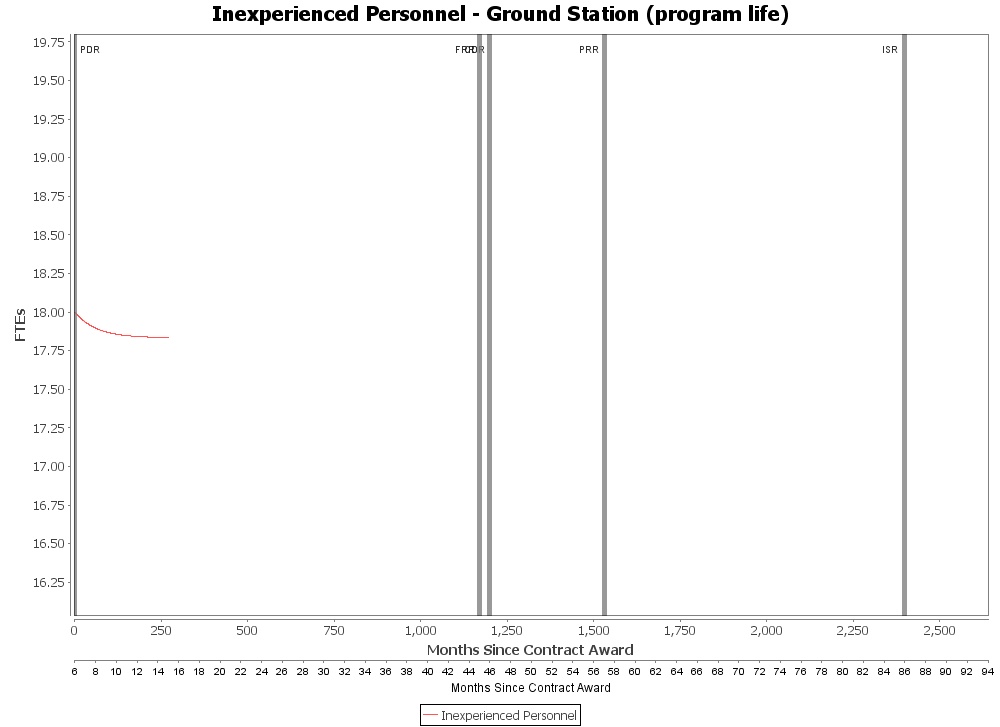 Inexperienced Personnel - Ground Station (program life)
PDR FRR CDR PRR ISR
19.75
19.50
19.25
19.00
18.75
18.50
18.25
18.00
17.75
17.50
17.25
17.00
16.75
16.50
16.25
FTEs
0 250 500 750 1,000 1,250 1,500 1,750 2,000 2,250 2,500
Months Since Contract Award
6 8 10 12 14 16 18 20 22 24 26 28 30 32 34 36 38 40 42 44 46 48 50 52 54 56 58 60 62 64 66 68 70 72 74 76 78 80 82 84 86 88 90 92 94
Months Since Contract Award
Inexperienced Personnel